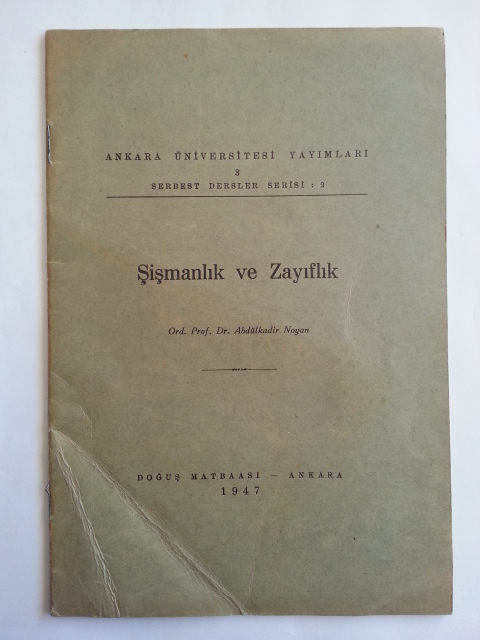 ANKARA ÜNİVERSİTESİ YAYIMLARI
3
SERBEST DERSLER SERİSİ : 2
Şişmanlık ve Zayıflık
Ord. Prof. Dr. Abdülkadir Noyan
DOĞUŞ MATBAASI — ANKARA
1947